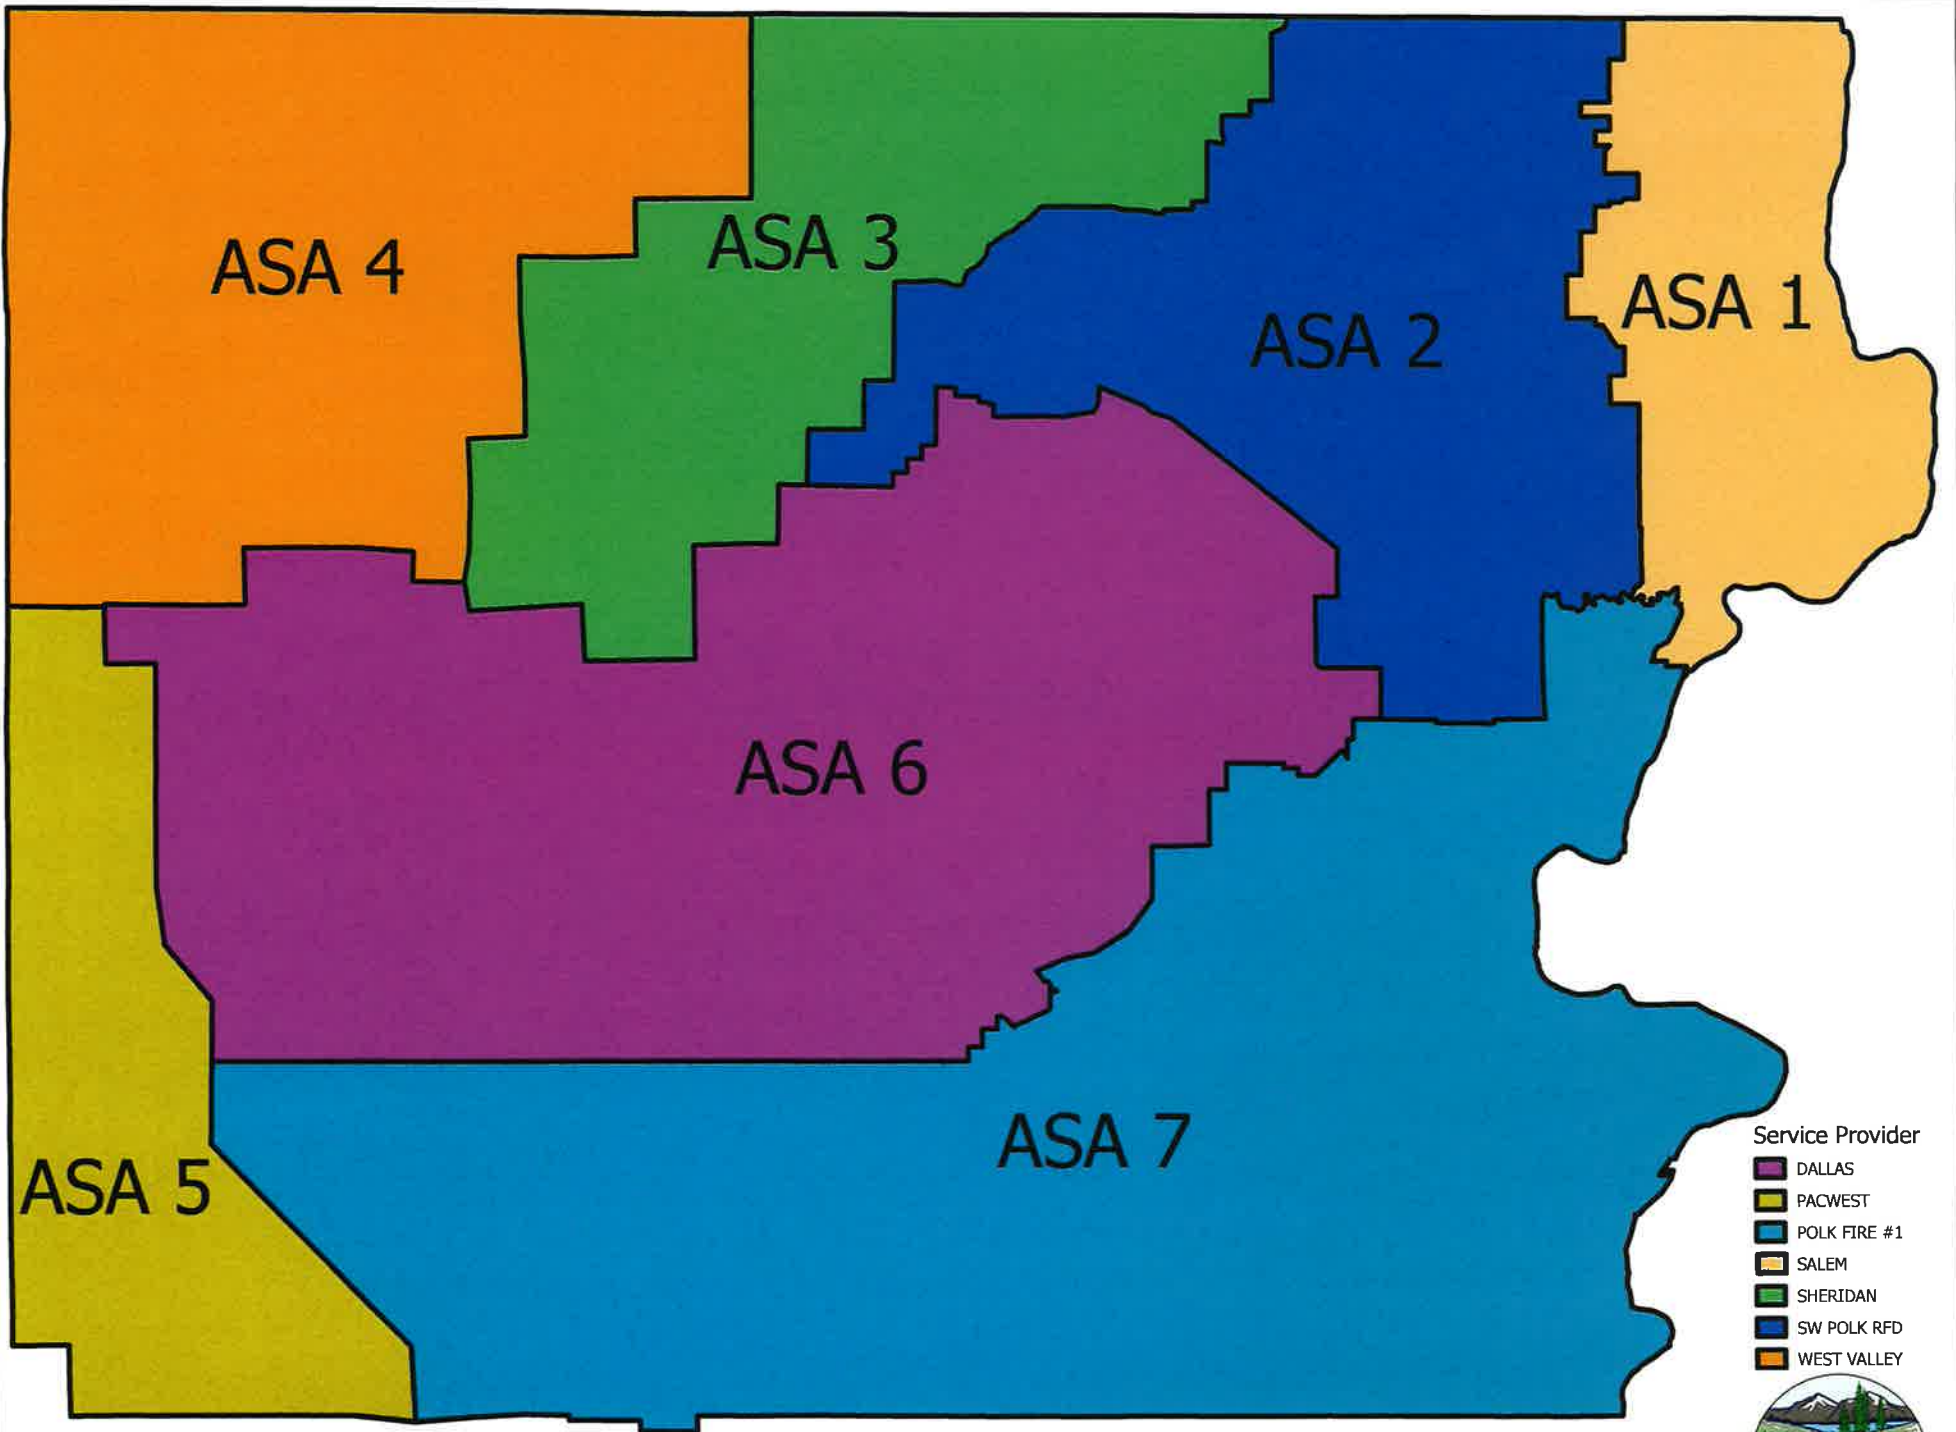 ASA 4
ASA 3
ASA 2
ASA 1
ASA 6
ASA 7
ASA 5
Service Provider
DALLAS
PACWEST
POLK FIRE #1
SALEM
SHERIDAN
SW POLK RFD
WEST VALLEY